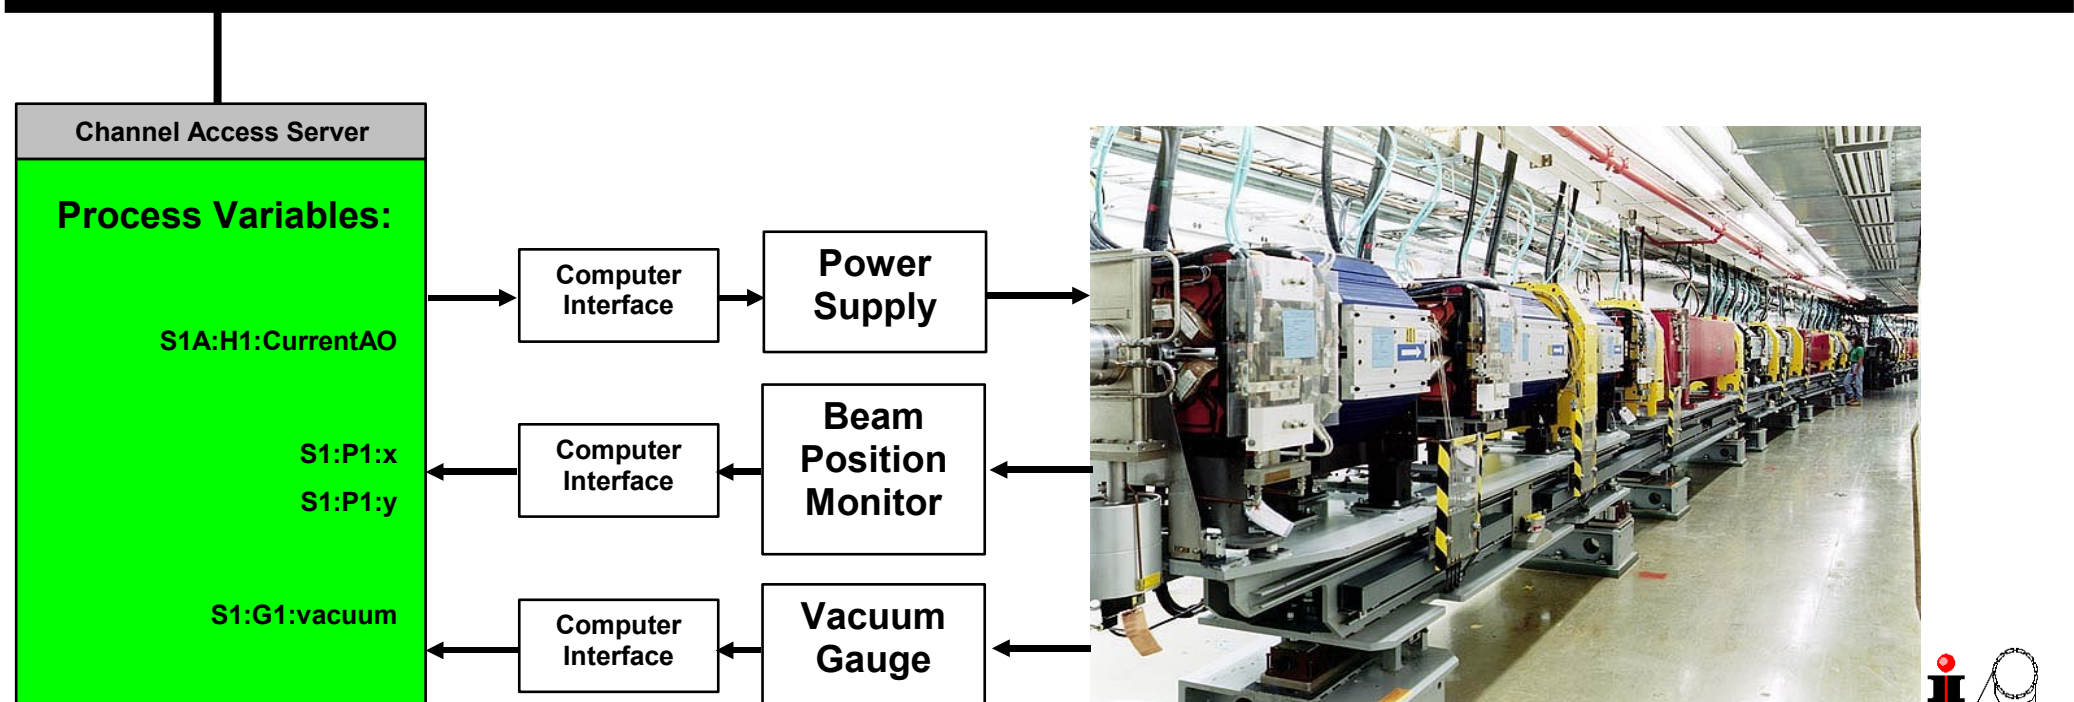 Channel Access Server
Process Variables:
S1A:H1:CurrentAO
S1:P1:x
S1:P1:y
S1:G1:vacuum
Computer
Interface
Power
Supply
Computer
Interface
Beam
Position
Monitor
Computer
Interface
Vacuum
Gauge